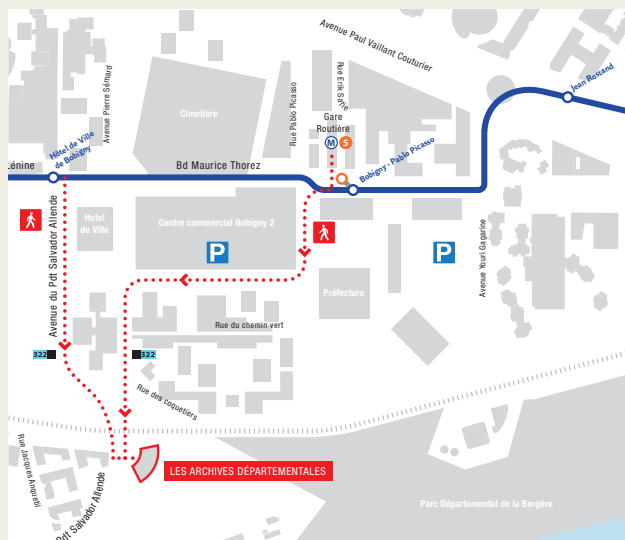 Avenue Paul Vaillant Couturier
Jean Rostand
Avenue Pierre Sémard
Cimetière
Rue Pablo Picasso
Rue Erik Satie
Gare
Routière
M 5
Hôtel de Ville
de Bobigny
Bobigny - Pablo Picasso
Lénine
Bd Maurice Thorez
Avenue du Pdt Salvador Allende
Hotel
de Ville
Centre commercial Bobigny 2
P
P
Avenue Youri Gagarine
Préfecture
Rue du chemin vert
322
322
Rue des coquetiers
Rue Jacques Anquetil
Pdt Salvador Allende
LES ARCHIVES DÉPARTEMENTALES
Parc Départemental de la Bergère